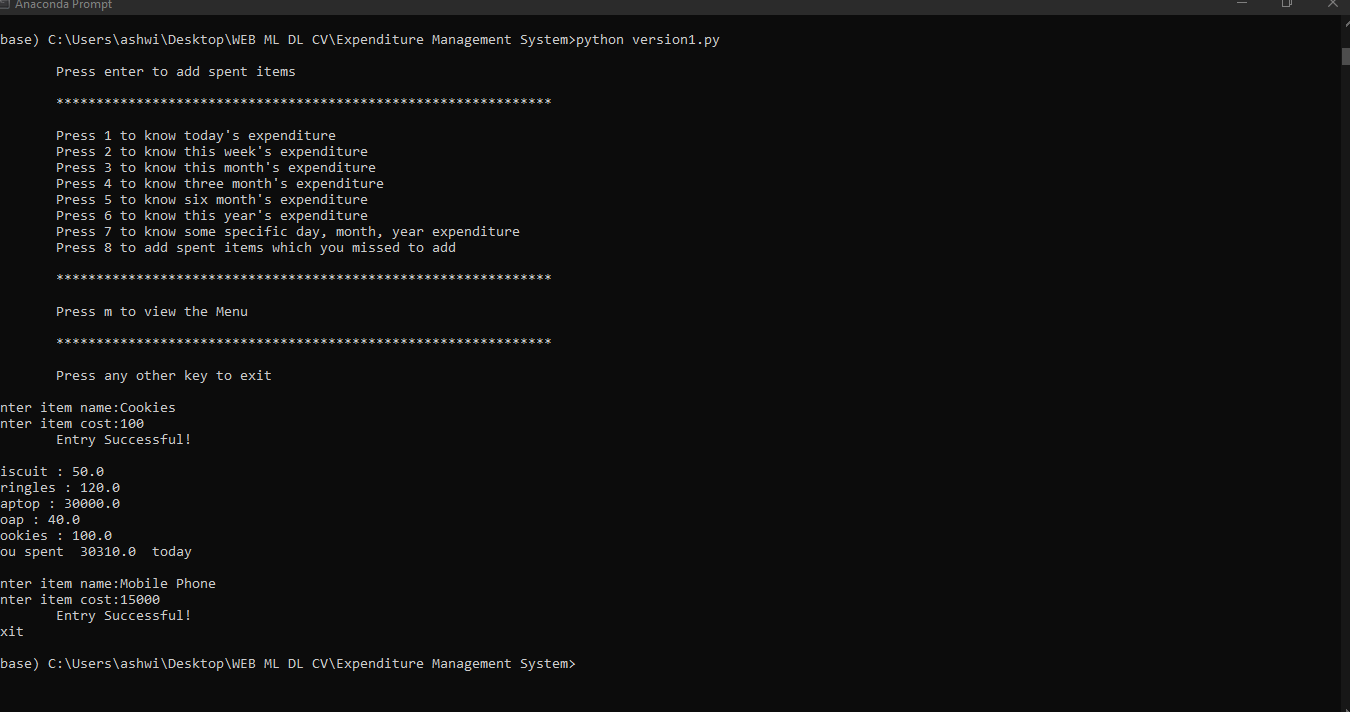 Anaconda Prompt
base) C:\Users\ashwi\Desktop\WEB ML DL CV\Expenditure Management System>python version1.py
Press enter to add spent items
**************************************************************
Press 1 to know today's expenditure
Press 2 to know this week's expenditure
Press 3 to know this month's expenditure
Press 4 to know three month's expenditure
Press 5 to know six month's expenditure
Press 6 to know this year's expenditure
Press 7 to know some specific day, month, year expenditure
Press 8 to add spent items which you missed to add
**************************************************************
Press m to view the Menu
**************************************************************
Press any other key to exit
nter item name:Cookies
nter item cost:100
Entry Successful!
iscuit : 50.0
ringles : 120.0
aptop : 30000.0
oap : 40.0
ookies : 100.0
ou spent  30310.0  today
nter item name:Mobile Phone
nter item cost:15000
Entry Successful!
xit
base) C:\Users\ashwi\Desktop\WEB ML DL CV\Expenditure Management System>